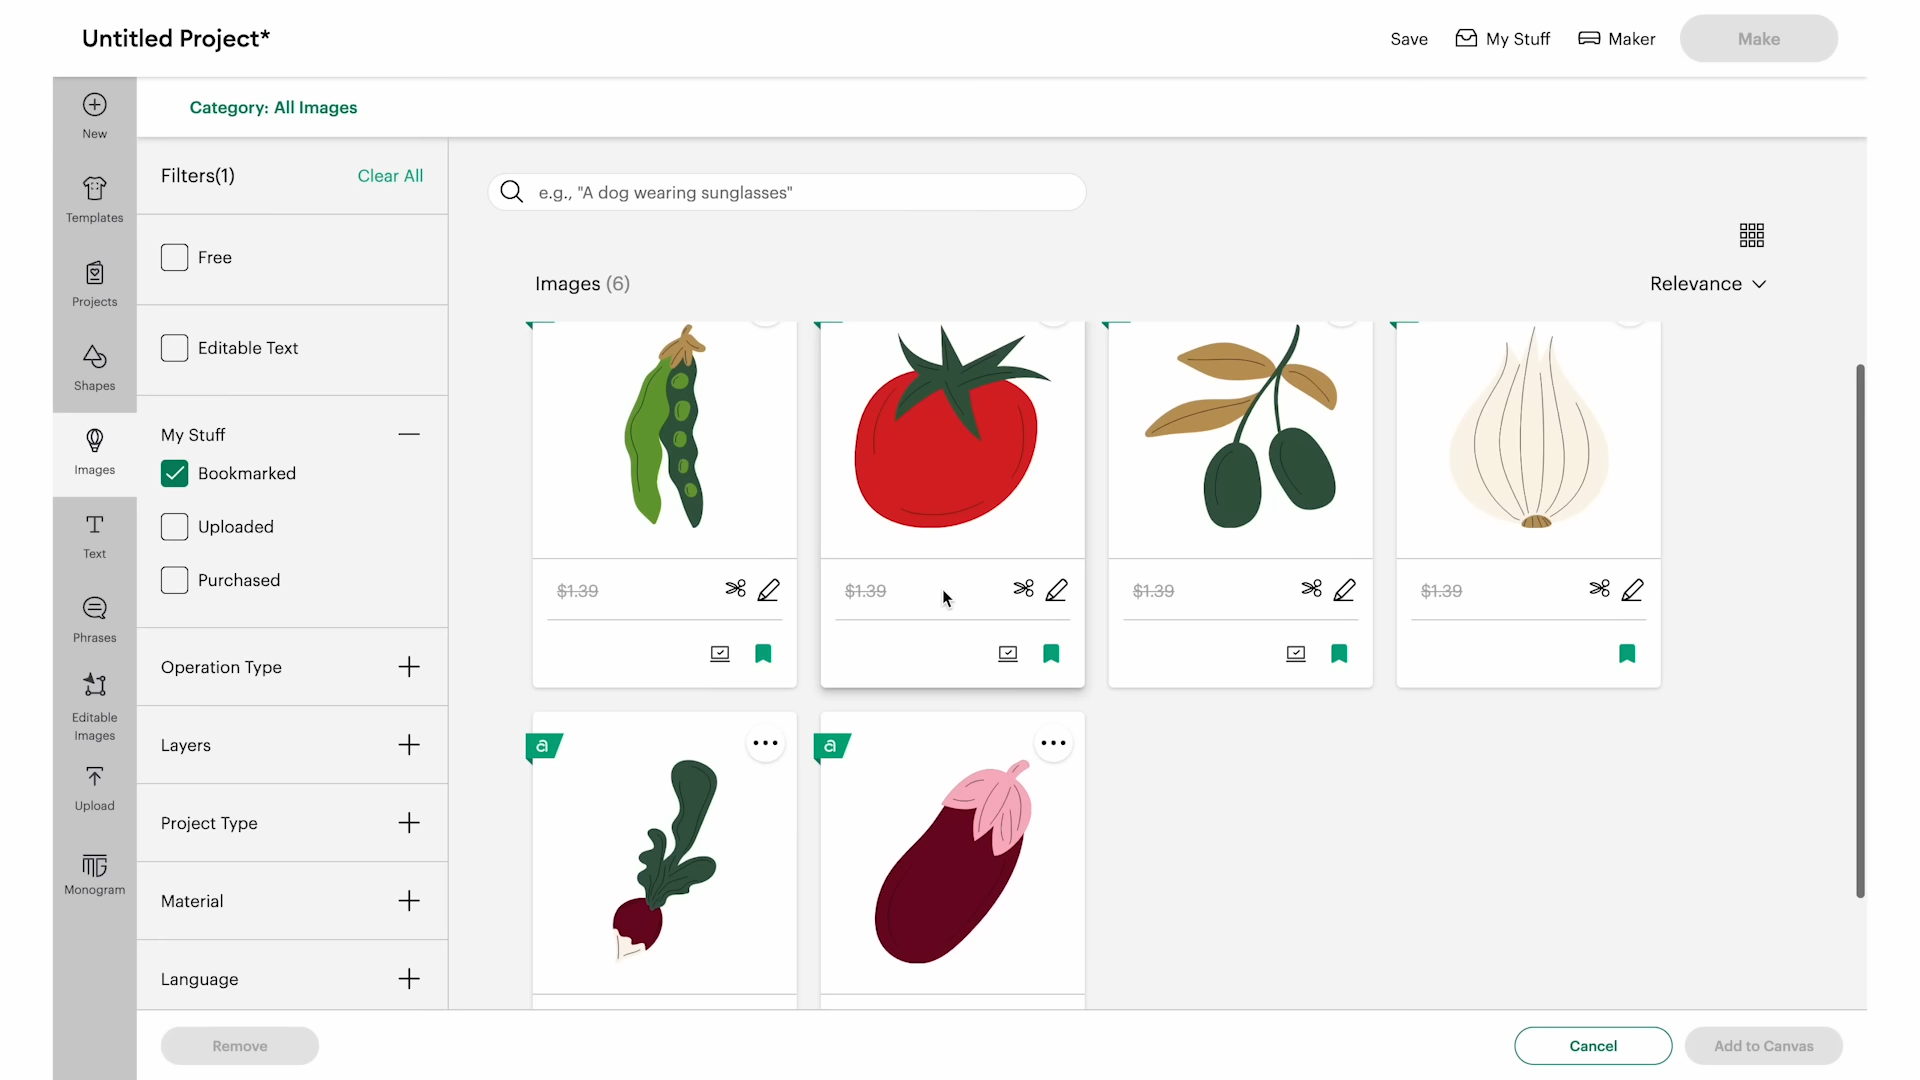 Untitled Project*
Save
My Stuff
Maker
Make
New
Templates
Projects
Shapes
Images
Text
Phrases
Editable
Images
Upload
Monogram
Category: All Images
Filters(1)
Clear All
Free
Editable Text
My Stuff
Bookmarked
Uploaded
Purchased
Operation Type
Layers
Project Type
Material
Language
e.g., "A dog wearing sunglasses"
Images (6)
Relevance
$1.39
$1.39
$1.39
$1.39
a
a
Remove
Cancel
Add to Canvas